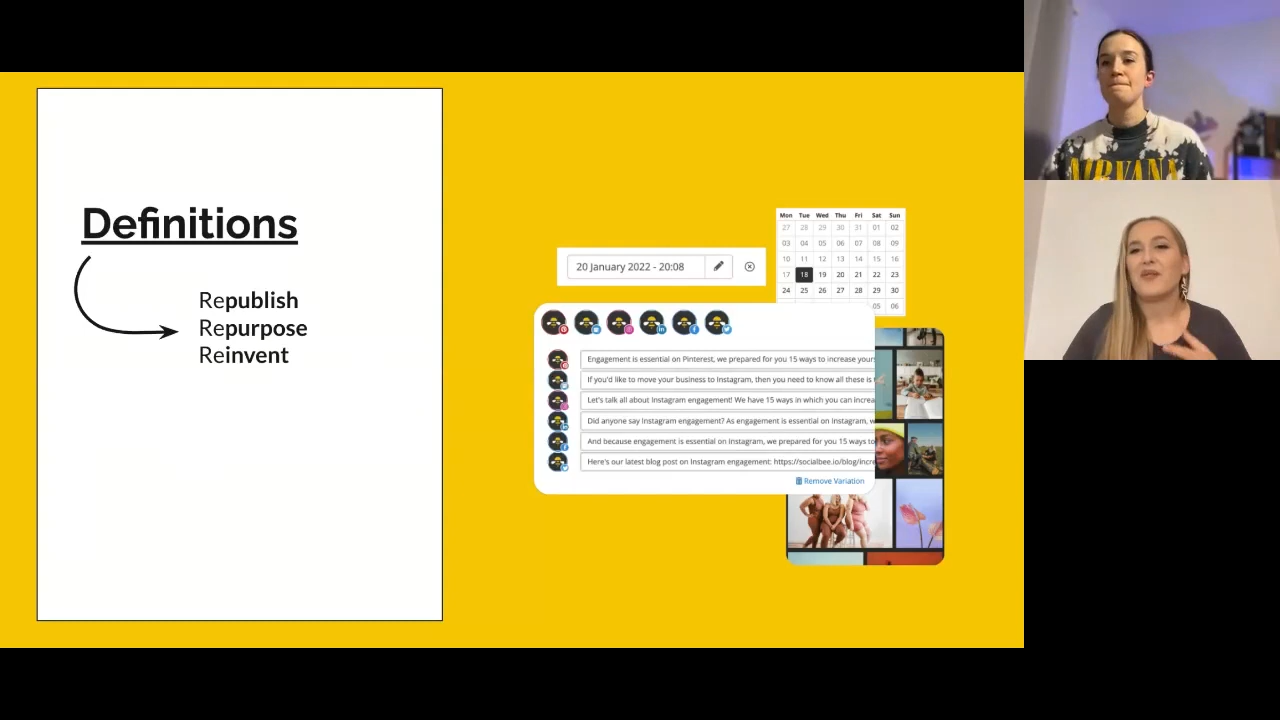 Definitions
Republish
Repurpose
Reinvent
20 January 2022 - 20:08
Mon Tue Wed Thu Fri Sat Sun
27 28 29 30 31 01 02
03 04 05 06 07 08 09
10 11 12 13 14 15 16
17 18 19 20 21 22 23
24 25 26 27 28 29 30
05 06
Engagement is essential on Pinterest, we prepared for you 15 ways to increase your
If you'd like to move your business to Instagram, then you need to know all these is
Let's talk all about Instagram engagement! We have 15 ways in which you can increa
Did anyone say Instagram engagement? As engagement is essential on Instagram, w
And because engagement is essential on Instagram, we prepared for you 15 ways to
Here's our latest blog post on Instagram engagement: https://socialbee.io/blog/incre
Remove Variation
NIRVANA